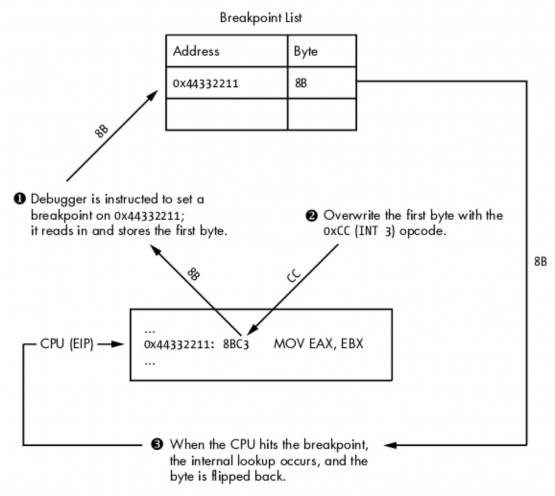 Breakpoint List
Address Byte
0x44332211 8B
8B
❶ Debugger is instructed to set a
breakpoint on 0x44332211;
it reads in and stores the first byte.
❷ Overwrite the first byte with the
0xCC (INT 3) opcode.
8B
8B
CC
...
CPU (EIP)
0x44332211: 8BC3 MOV EAX, EBX
...
❸ When the CPU hits the breakpoint,
the internal lookup occurs, and the
byte is flipped back.